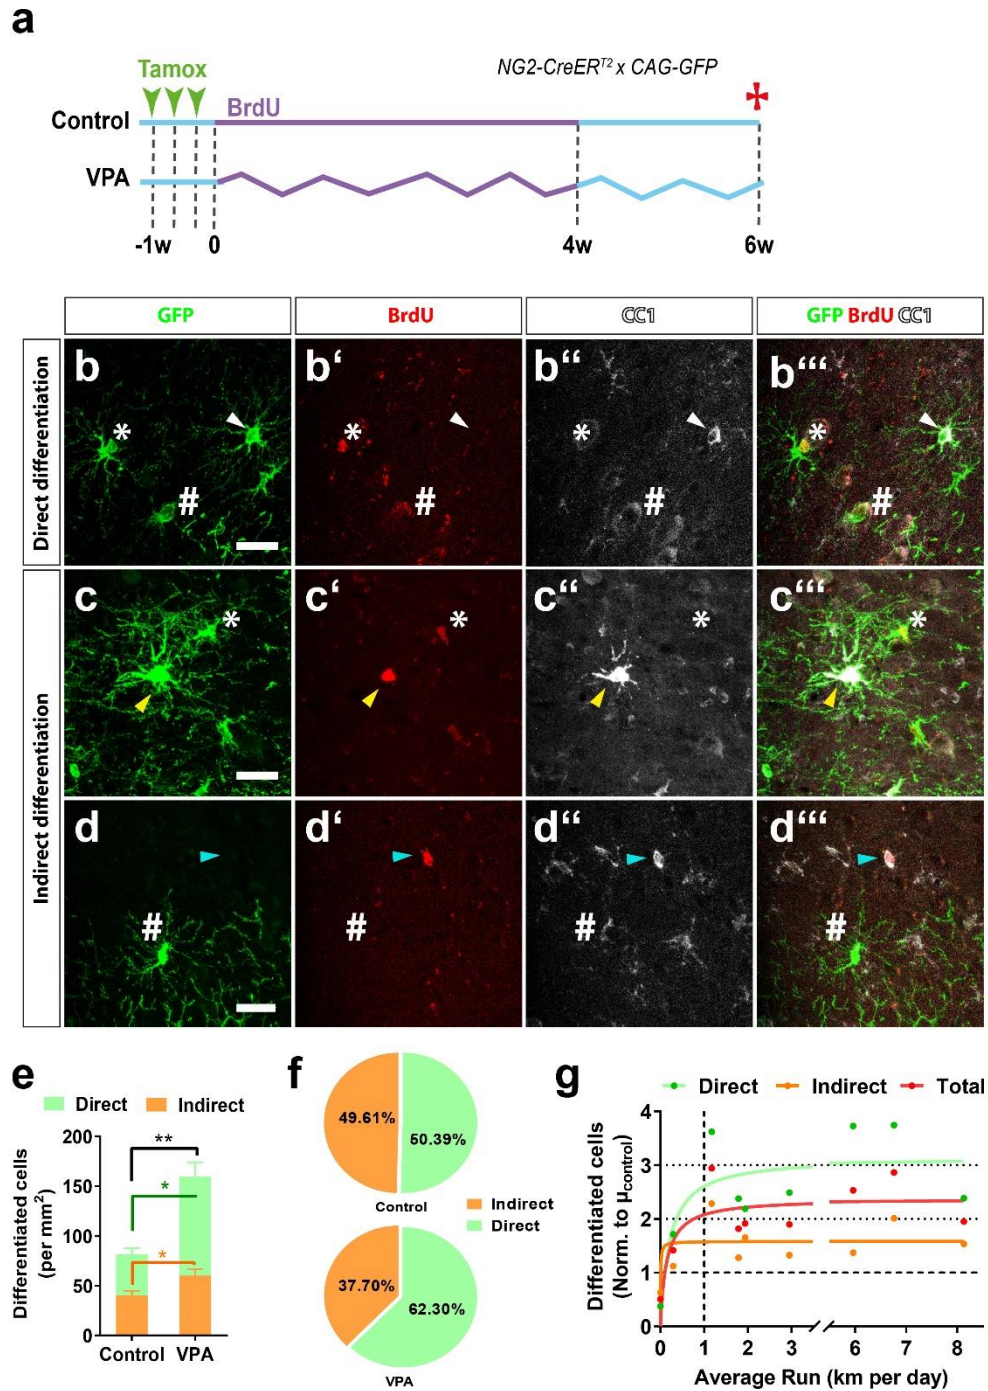 a
Tamox
NG2-CreERT2 x CAG-GFP
BrdU
Control
VPA
-1w 0 4w 6w
GFP BrdU CC1 GFP BrdU CC1
Direct differentiation
b b' b'' b'''
* * * *
# # # #
Indirect differentiation
c c' c'' c'''
* * * *
d d' d'' d'''
# # # #
e
Direct Indirect
Differentiated cells
(per mm2)
200
150
100
50
0
**
*
*
Control VPA
f
49.61% 50.39%
Control
Indirect
Direct
37.70% 62.30%
VPA
g
Direct Indirect Total
Differentiated cells
(Norm. to μcontrol)
4
3
2
1
0
0 1 2 3 6 7 8
Average Run (km per day)